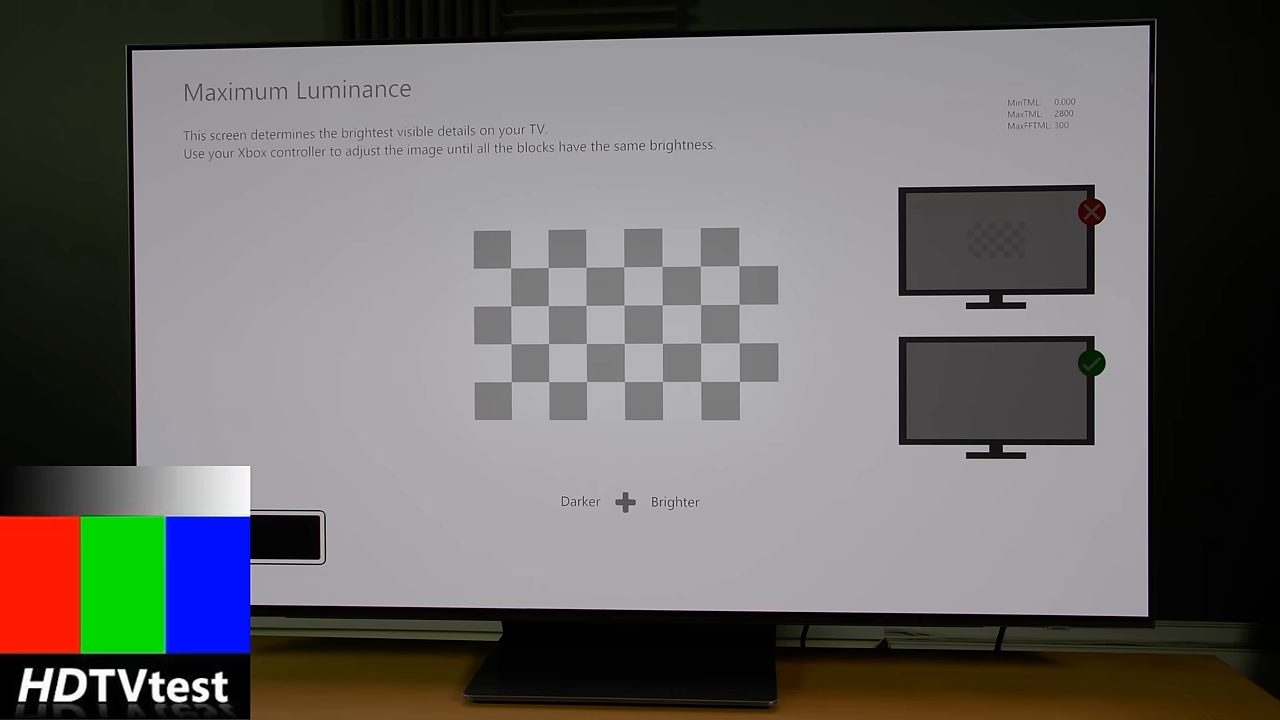 Maximum Luminance
MinTML: 0.000
MaxTML: 2800
MaxFFTML: 300
This screen determines the brightest visible details on your TV.
Use your Xbox controller to adjust the image until all the blocks have the same brightness.
Darker Brighter
HDTVtest